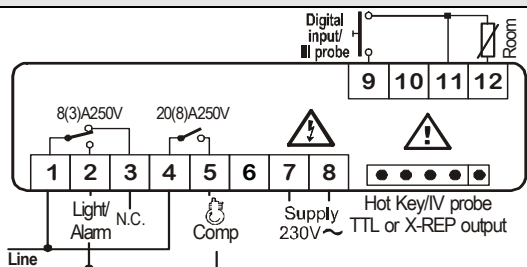 Digital
input/
III probe
Room
9 10 11 12
8(3)A250V 20(8)A250V
1 2 3 4 5 6 7 8
Light/
Alarm
N.C.
Comp
Supply
230V~
Hot Key/IV probe
TTL or X-REP output
Line